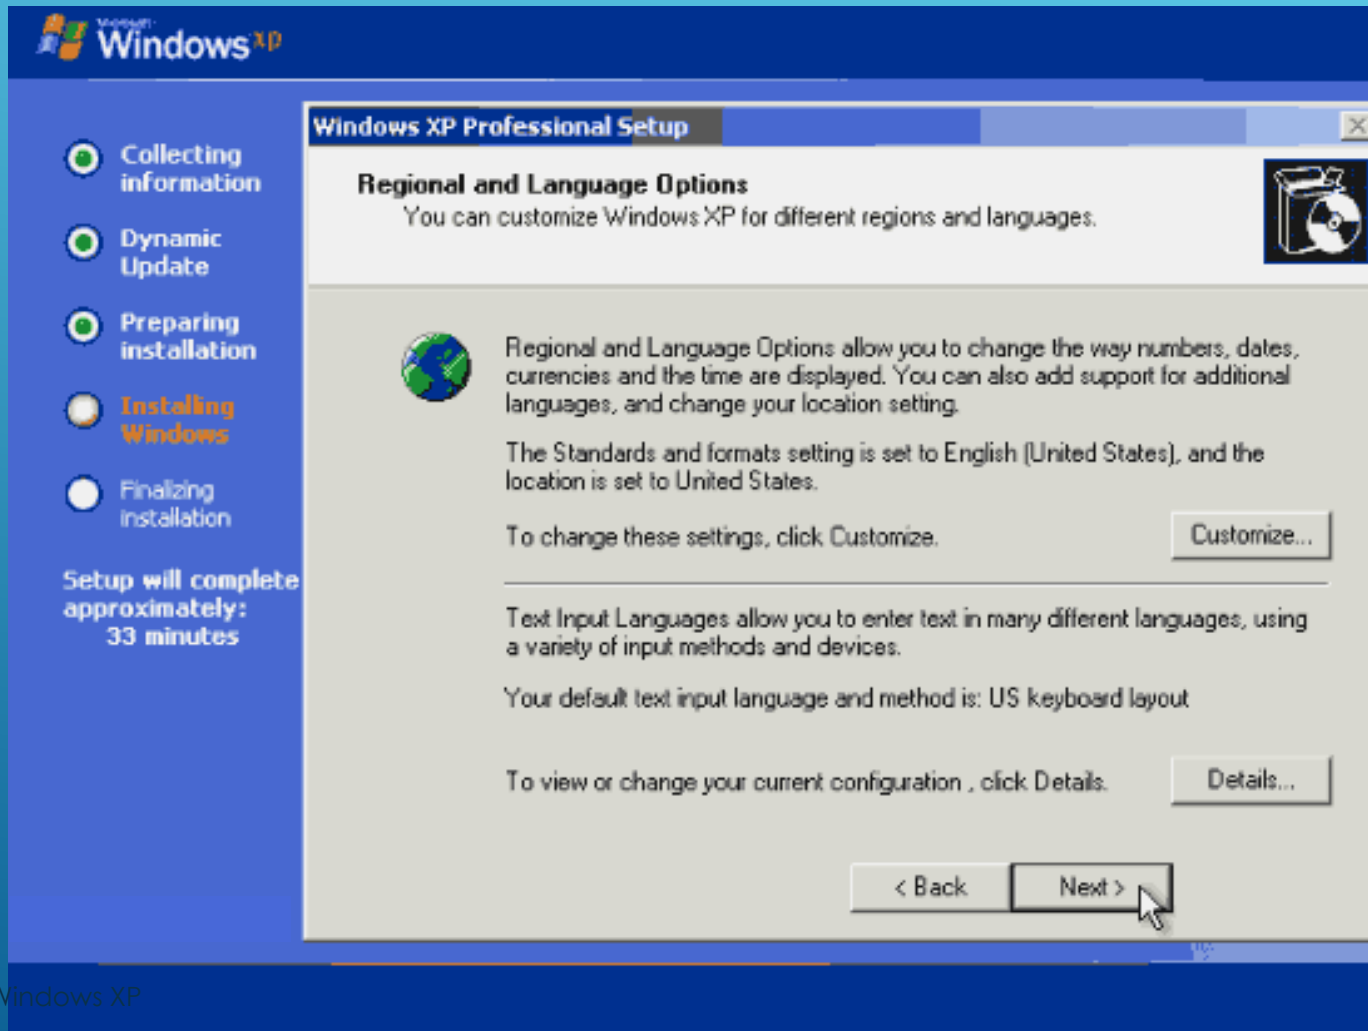 Microsoft
Windows xp
Collecting
information
Dynamic
Update
Preparing
installation
Installing
Windows
Finalizing
installation
Setup will complete
approximately:
33 minutes
Windows XP Professional Setup
Regional and Language Options
You can customize Windows XP for different regions and languages.
Regional and Language Options allow you to change the way numbers, dates,
currencies and the time are displayed. You can also add support for additional
languages, and change your location setting.
The Standards and formats setting is set to English (United States), and the
location is set to United States.
To change these settings, click Customize.
Customize...
Text Input Languages allow you to enter text in many different languages, using
a variety of input methods and devices.
Your default text input language and method is: US keyboard layout
To view or change your current configuration , click Details.
Details...
< Back
Next >
Windows XP